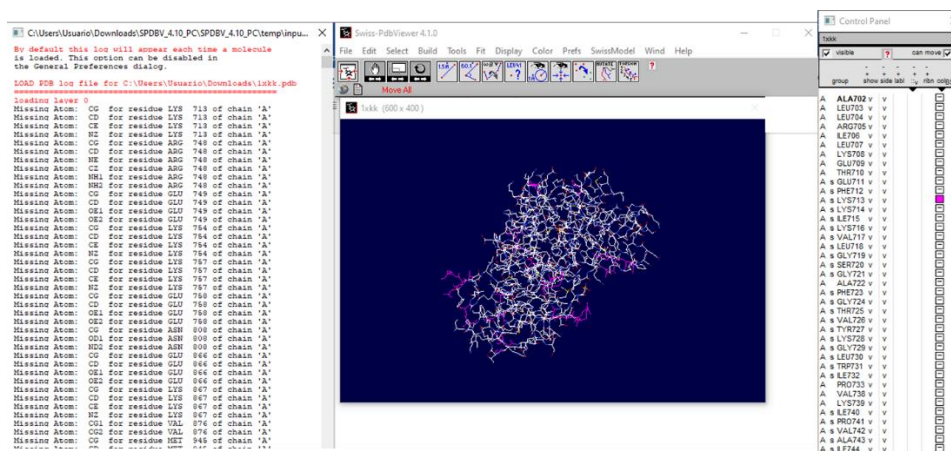 C:\Users\Usuario\Downloads\SPDBV_4.10_PC\SPDBV_4.10_PC\temp\inpu...
By default this log will appear each time a molecule
is loaded. This option can be disabled in
the General Preferences dialog.
LOAD PDB log file for C:\Users\Usuario\Downloads\1xkk.pdb
loading layer 0
Missing Atom: CG for residue LYS 713 of chain 'A'
Missing Atom: CD for residue LYS 713 of chain 'A'
Missing Atom: CE for residue LYS 713 of chain 'A'
Missing Atom: NZ for residue LYS 713 of chain 'A'
Missing Atom: CG for residue ARG 748 of chain 'A'
Missing Atom: CD for residue ARG 748 of chain 'A'
Missing Atom: NE for residue ARG 748 of chain 'A'
Missing Atom: CZ for residue ARG 748 of chain 'A'
Missing Atom: NH1 for residue ARG 748 of chain 'A'
Missing Atom: NH2 for residue ARG 748 of chain 'A'
Missing Atom: CG for residue GLU 749 of chain 'A'
Missing Atom: CD for residue GLU 749 of chain 'A'
Missing Atom: OE1 for residue GLU 749 of chain 'A'
Missing Atom: OE2 for residue GLU 749 of chain 'A'
Missing Atom: CG for residue LYS 754 of chain 'A'
Missing Atom: CD for residue LYS 754 of chain 'A'
Missing Atom: CE for residue LYS 754 of chain 'A'
Missing Atom: NZ for residue LYS 754 of chain 'A'
Missing Atom: CG for residue LYS 757 of chain 'A'
Missing Atom: CD for residue LYS 757 of chain 'A'
Missing Atom: CE for residue LYS 757 of chain 'A'
Missing Atom: NZ for residue LYS 757 of chain 'A'
Missing Atom: CG for residue GLU 758 of chain 'A'
Missing Atom: CD for residue GLU 758 of chain 'A'
Missing Atom: OE1 for residue GLU 758 of chain 'A'
Missing Atom: OE2 for residue GLU 758 of chain 'A'
Missing Atom: CG for residue ASN 808 of chain 'A'
Missing Atom: OD1 for residue ASN 808 of chain 'A'
Missing Atom: ND2 for residue ASN 808 of chain 'A'
Missing Atom: CG for residue GLU 866 of chain 'A'
Missing Atom: CD for residue GLU 866 of chain 'A'
Missing Atom: OE1 for residue GLU 866 of chain 'A'
Missing Atom: OE2 for residue GLU 866 of chain 'A'
Missing Atom: CG for residue LYS 867 of chain 'A'
Missing Atom: CD for residue LYS 867 of chain 'A'
Missing Atom: CE for residue LYS 867 of chain 'A'
Missing Atom: NZ for residue LYS 867 of chain 'A'
Missing Atom: CG1 for residue VAL 876 of chain 'A'
Missing Atom: CG2 for residue VAL 876 of chain 'A'
Missing Atom: CG for residue MET 945 of chain 'A'
Swiss-PdbViewer 4.1.0
File Edit Select Build Tools Fit Display Color Prefs SwissModel Wind Help
Move All
1xkk (600 x 400)
Control Panel
1xkk
visible ? can move
group show side labl ribn
A ALA702 v v
A LEU703 v v
A LEU704 v v
A ARG705 v v
A ILE706 v v
A LEU707 v v
A LYS708 v v
A GLU709 v v
A THR710 v v
A s GLU711 v v
A s PHE712 v v
A s LYS713 v v
A s LYS714 v v
A s ILE715 v v
A s LYS716 v v
A s VAL717 v v
A s LEU718 v v
A s GLY719 v v
A s SER720 v v
A s GLY721 v v
A ALA722 v v
A s PHE723 v v
A s GLY724 v v
A s THR725 v v
A s VAL726 v v
A s TYR727 v v
A s LYS728 v v
A s GLY729 v v
A s LEU730 v v
A s TRP731 v v
A s ILE732 v v
A PRO733 v v
A VAL738 v v
A LYS739 v v
A s ILE740 v v
A s PRO741 v v
A s VAL742 v v
A s ALA743 v v
A s ILE744 v v